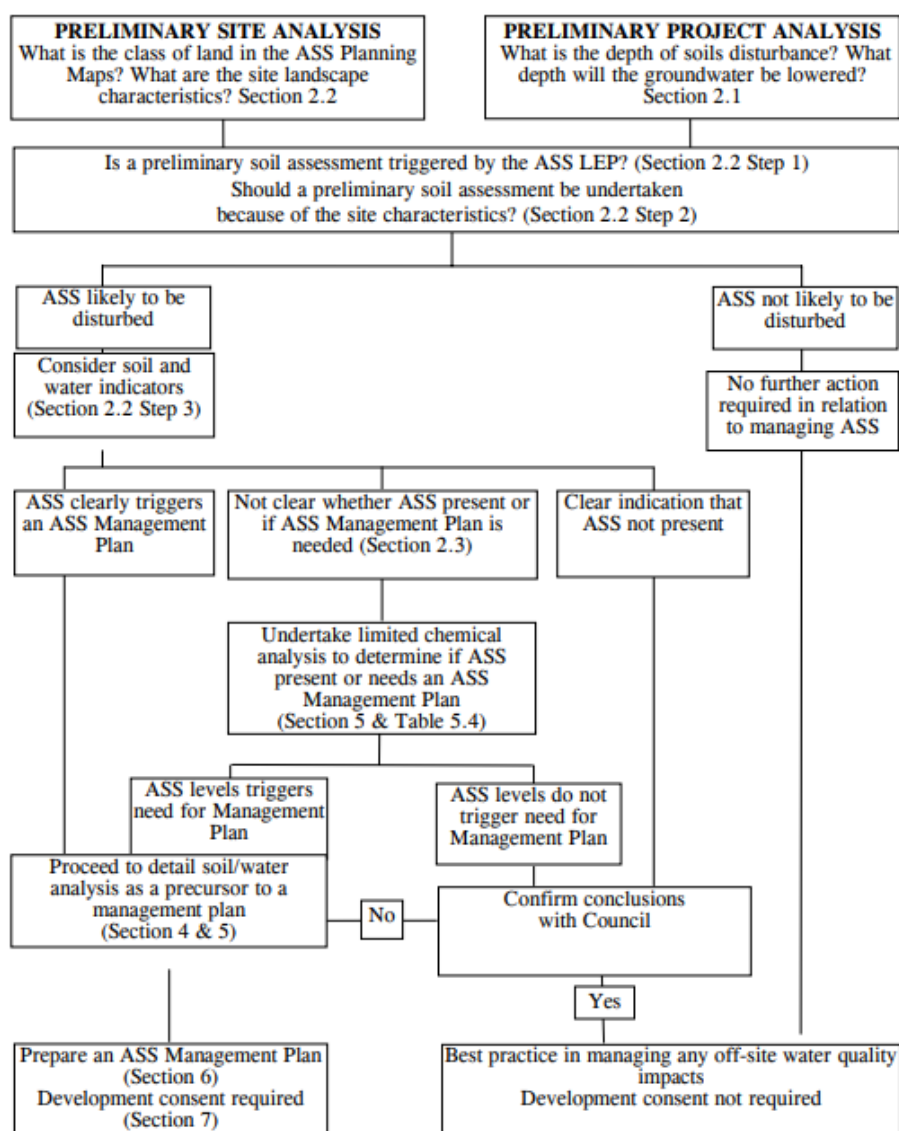 PRELIMINARY SITE ANALYSIS
What is the class of land in the ASS Planning
Maps? What are the site landscape
characteristics? Section 2.2
PRELIMINARY PROJECT ANALYSIS
What is the depth of soils disturbance? What
depth will the groundwater be lowered?
Section 2.1
Is a preliminary soil assessment triggered by the ASS LEP? (Section 2.2 Step 1)
Should a preliminary soil assessment be undertaken
because of the site characteristics? (Section 2.2 Step 2)
ASS likely to be
disturbed
ASS not likely to be
disturbed
Consider soil and
water indicators
(Section 2.2 Step 3)
No further action
required in relation
to managing ASS
ASS clearly triggers
an ASS Management
Plan
Not clear whether ASS present or
if ASS Management Plan is
needed (Section 2.3)
Clear indication that
ASS not present
Undertake limited chemical
analysis to determine if ASS
present or needs an ASS
Management Plan
(Section 5 & Table 5.4)
ASS levels triggers
need for Management
Plan
ASS levels do not
trigger need for
Management Plan
Proceed to detail soil/water
analysis as a precursor to a
management plan
(Section 4 & 5)
No
Confirm conclusions
with Council
Yes
Prepare an ASS Management Plan
(Section 6)
Development consent required
(Section 7)
Best practice in managing any off-site water quality
impacts
Development consent not required